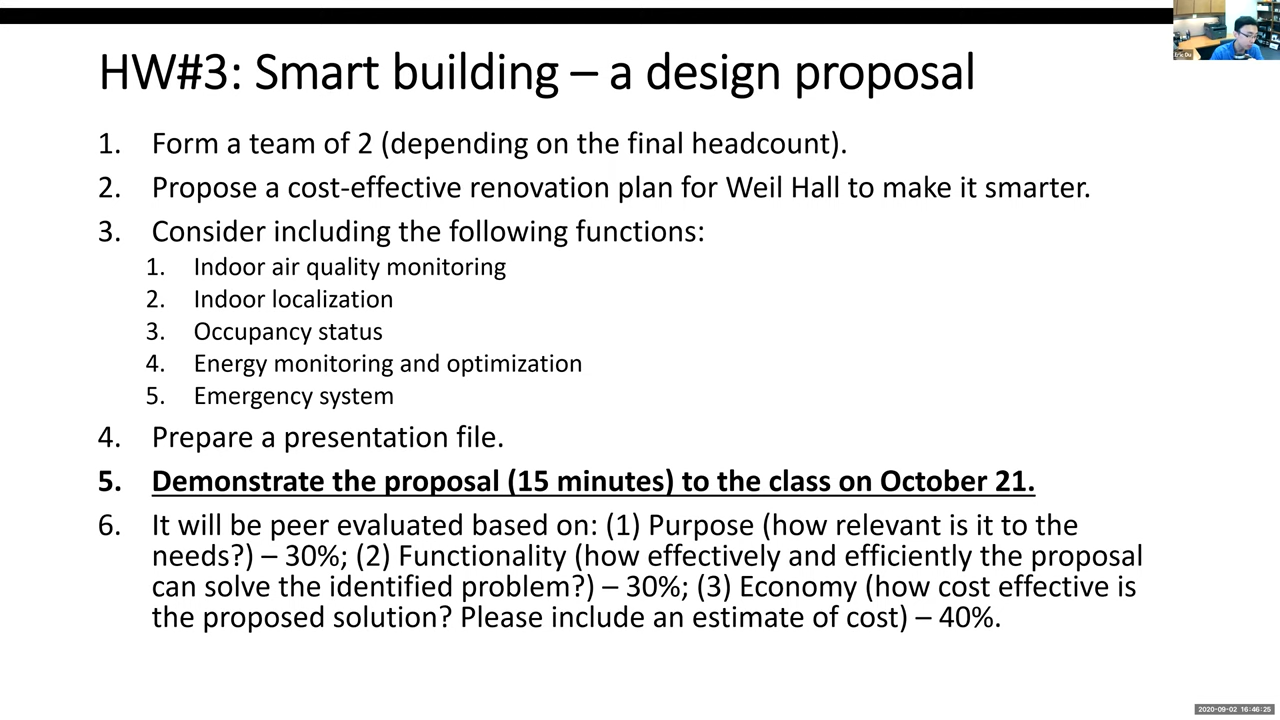 HW#3: Smart building – a design proposal
1. Form a team of 2 (depending on the final headcount).
2. Propose a cost-effective renovation plan for Weil Hall to make it smarter.
3. Consider including the following functions:
1. Indoor air quality monitoring
2. Indoor localization
3. Occupancy status
4. Energy monitoring and optimization
5. Emergency system
4. Prepare a presentation file.
5. Demonstrate the proposal (15 minutes) to the class on October 21.
6. It will be peer evaluated based on: (1) Purpose (how relevant is it to the
needs?) – 30%; (2) Functionality (how effectively and efficiently the proposal
can solve the identified problem?) – 30%; (3) Economy (how cost effective is
the proposed solution? Please include an estimate of cost) – 40%.
Eric Du
2020-09-02 16:46:25